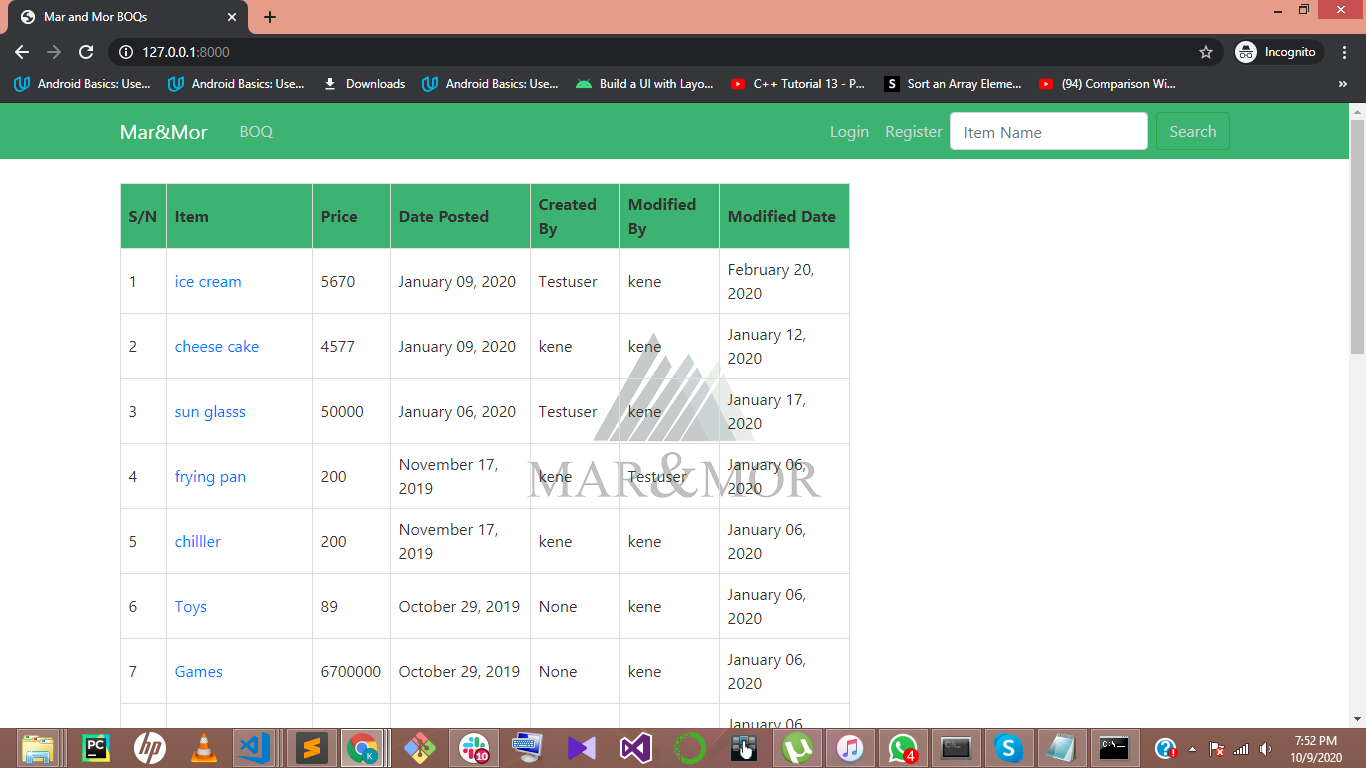 Mar and Mor BOQs
127.0.0.1:8000
Incognito
Android Basics: Use...
Android Basics: Use...
Downloads
Android Basics: Use...
Build a UI with Layo...
C++ Tutorial 13 - P...
S
Sort an Array Eleme...
(94) Comparison Wi...
»
Mar&Mor
BOQ
Login
Register
Item Name
Search
S/N Item Price Date Posted Created By Modified By Modified Date
1 ice cream 5670 January 09, 2020 Testuser kene February 20, 2020
2 cheese cake 4577 January 09, 2020 kene kene January 12, 2020
3 sun glasss 50000 January 06, 2020 Testuser kene January 17, 2020
4 frying pan 200 November 17, 2019 kene Testuser January 06, 2020
5 chilller 200 November 17, 2019 kene kene January 06, 2020
6 Toys 89 October 29, 2019 None kene January 06, 2020
7 Games 6700000 October 29, 2019 None kene January 06, 2020
January 06,
MAR&MOR
PC
hp
K
10
4
C:\_
C:\_
S
7:52 PM
10/9/2020